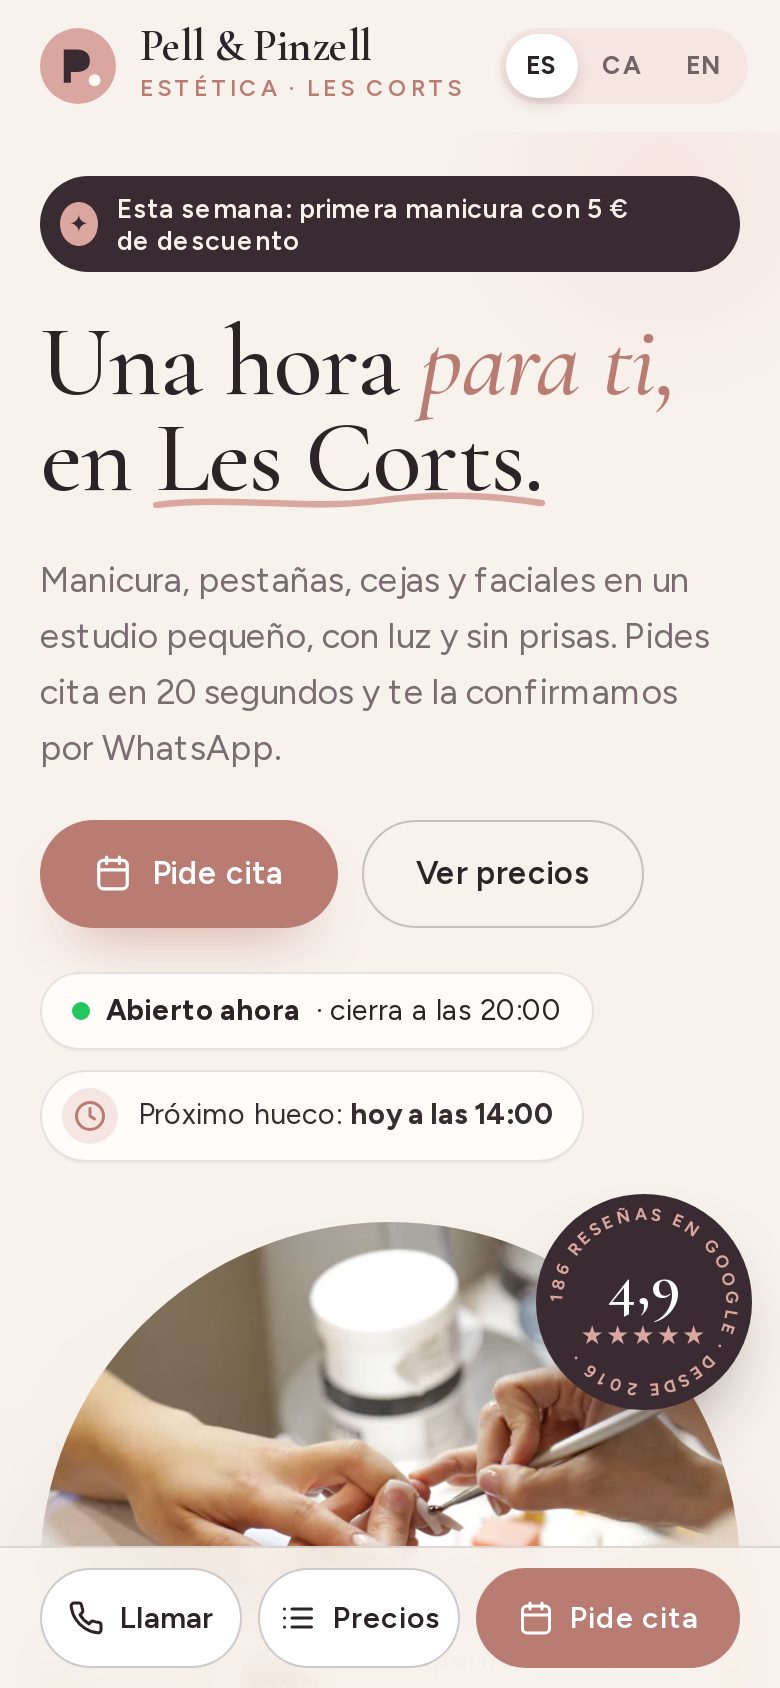 P.
Pell & Pinzell
ESTÉTICA · LES CORTS
ES CA EN
Esta semana: primera manicura con 5 €
de descuento
Una hora para ti,
en Les Corts.
Manicura, pestañas, cejas y faciales en un
estudio pequeño, con luz y sin prisas. Pides
cita en 20 segundos y te la confirmamos
por WhatsApp.
Pide cita
Ver precios
Abierto ahora · cierra a las 20:00
Próximo hueco: hoy a las 14:00
186 RESEÑAS EN GOOGLE · DESDE 2016 ·
4,9
★★★★★
Llamar
Precios
Pide cita